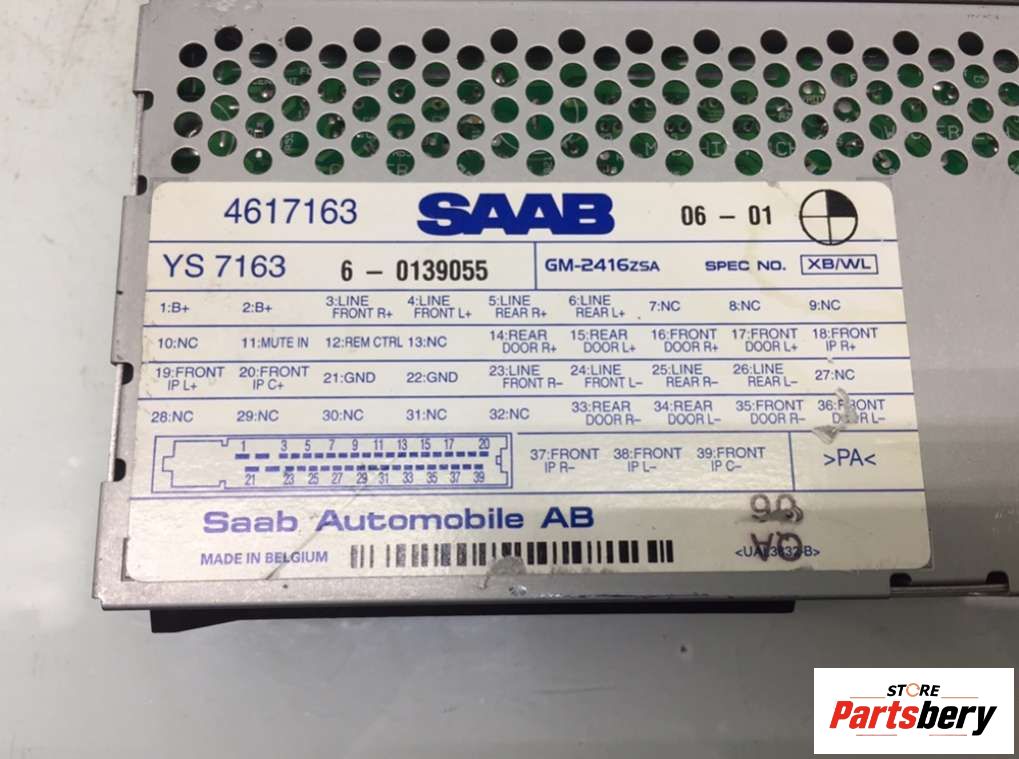 4617163 SAAB 06 - 01
YS 7163 6 - 0139055 GM-2416ZSA SPEC NO. XB/WL
1:B+ 2:B+ 3:LINE FRONT R+ 4:LINE FRONT L+ 5:LINE REAR R+ 6:LINE REAR L+ 7:NC 8:NC 9:NC
10:NC 11:MUTE IN 12:REM CTRL 13:NC 14:REAR DOOR R+ 15:REAR DOOR L+ 16:FRONT DOOR R+ 17:FRONT DOOR L+ 18:FRONT IP R+
19:FRONT IP L+ 20:FRONT IP C+ 21:GND 22:GND 23:LINE FRONT R- 24:LINE FRONT L- 25:LINE REAR R- 26:LINE REAR L- 27:NC
28:NC 29:NC 30:NC 31:NC 32:NC 33:REAR DOOR R- 34:REAR DOOR L- 35:FRONT DOOR R- 36:FRONT DOOR L-
1 3 5 7 9 11 13 15 17 20
21 23 25 27 29 31 33 35 37 39
37:FRONT IP R- 38:FRONT IP L- 39:FRONT IP C- >PA<
Saab Automobile AB
MADE IN BELGIUM
QA
STORE
Partsbery